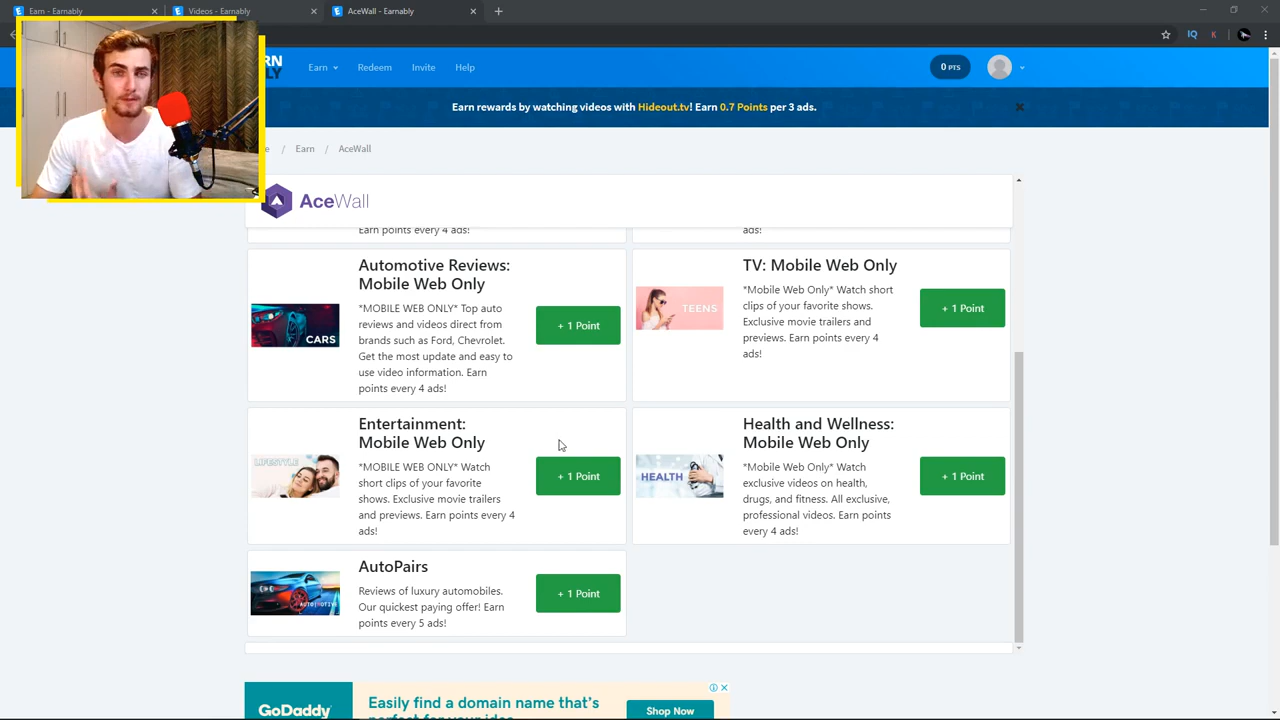 Earn - Earnably
Videos - Earnably
AceWall - Earnably
Earn
Redeem
Invite
Help
0 PTS
Earn rewards by watching videos with Hideout.tv! Earn 0.7 Points per 3 ads.
/ Earn / AceWall
AceWall
Earn points every 4 ads!
ads!
Automotive Reviews:
Mobile Web Only
*MOBILE WEB ONLY* Top auto
reviews and videos direct from
brands such as Ford, Chevrolet.
Get the most update and easy to
use video information. Earn
points every 4 ads!
CARS
+ 1 Point
TV: Mobile Web Only
*Mobile Web Only* Watch short
clips of your favorite shows.
Exclusive movie trailers and
previews. Earn points every 4
ads!
TEENS
+ 1 Point
Entertainment:
Mobile Web Only
*MOBILE WEB ONLY* Watch
short clips of your favorite
shows. Exclusive movie trailers
and previews. Earn points every 4
ads!
LIFESTYLE
+ 1 Point
Health and Wellness:
Mobile Web Only
*Mobile Web Only* Watch
exclusive videos on health,
drugs, and fitness. All exclusive,
professional videos. Earn points
every 4 ads!
HEALTH
+ 1 Point
AutoPairs
Reviews of luxury automobiles.
Our quickest paying offer! Earn
points every 5 ads!
AUTOMOTIVE
+ 1 Point
GoDaddy
Easily find a domain name that's
perfect for your idea
Shop Now